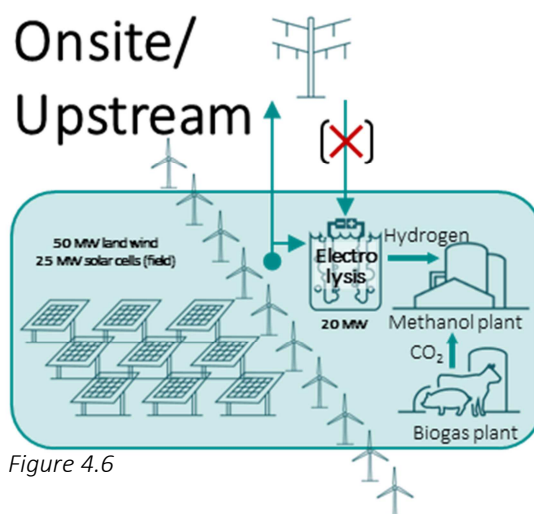 Onsite/
Upstream
50 MW land wind
25 MW solar cells (field)
Electro
lysis
Hydrogen
20 MW
Methanol plant
CO₂
Biogas plant
Figure 4.6